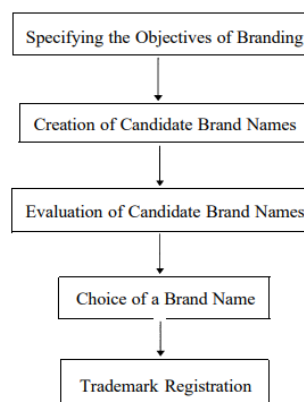 Specifying the Objectives of Branding
Creation of Candidate Brand Names
Evaluation of Candidate Brand Names
Choice of a Brand Name
Trademark Registration